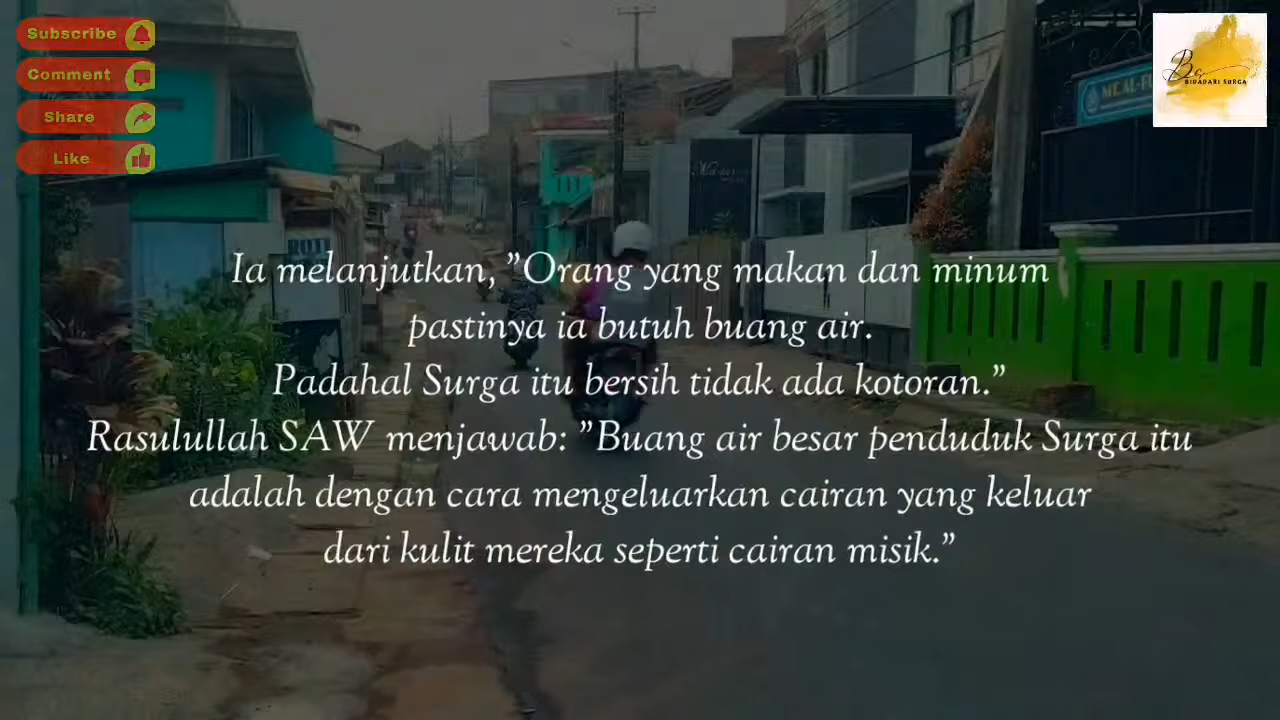 Subscribe
Comment
Share
Like
BIDADARI SURGA
Ia melanjutkan, "Orang yang makan dan minum
pastinya ia butuh buang air.
Padahal Surga itu bersih tidak ada kotoran."
Rasulullah SAW menjawab: "Buang air besar penduduk Surga itu
adalah dengan cara mengeluarkan cairan yang keluar
dari kulit mereka seperti cairan misik."